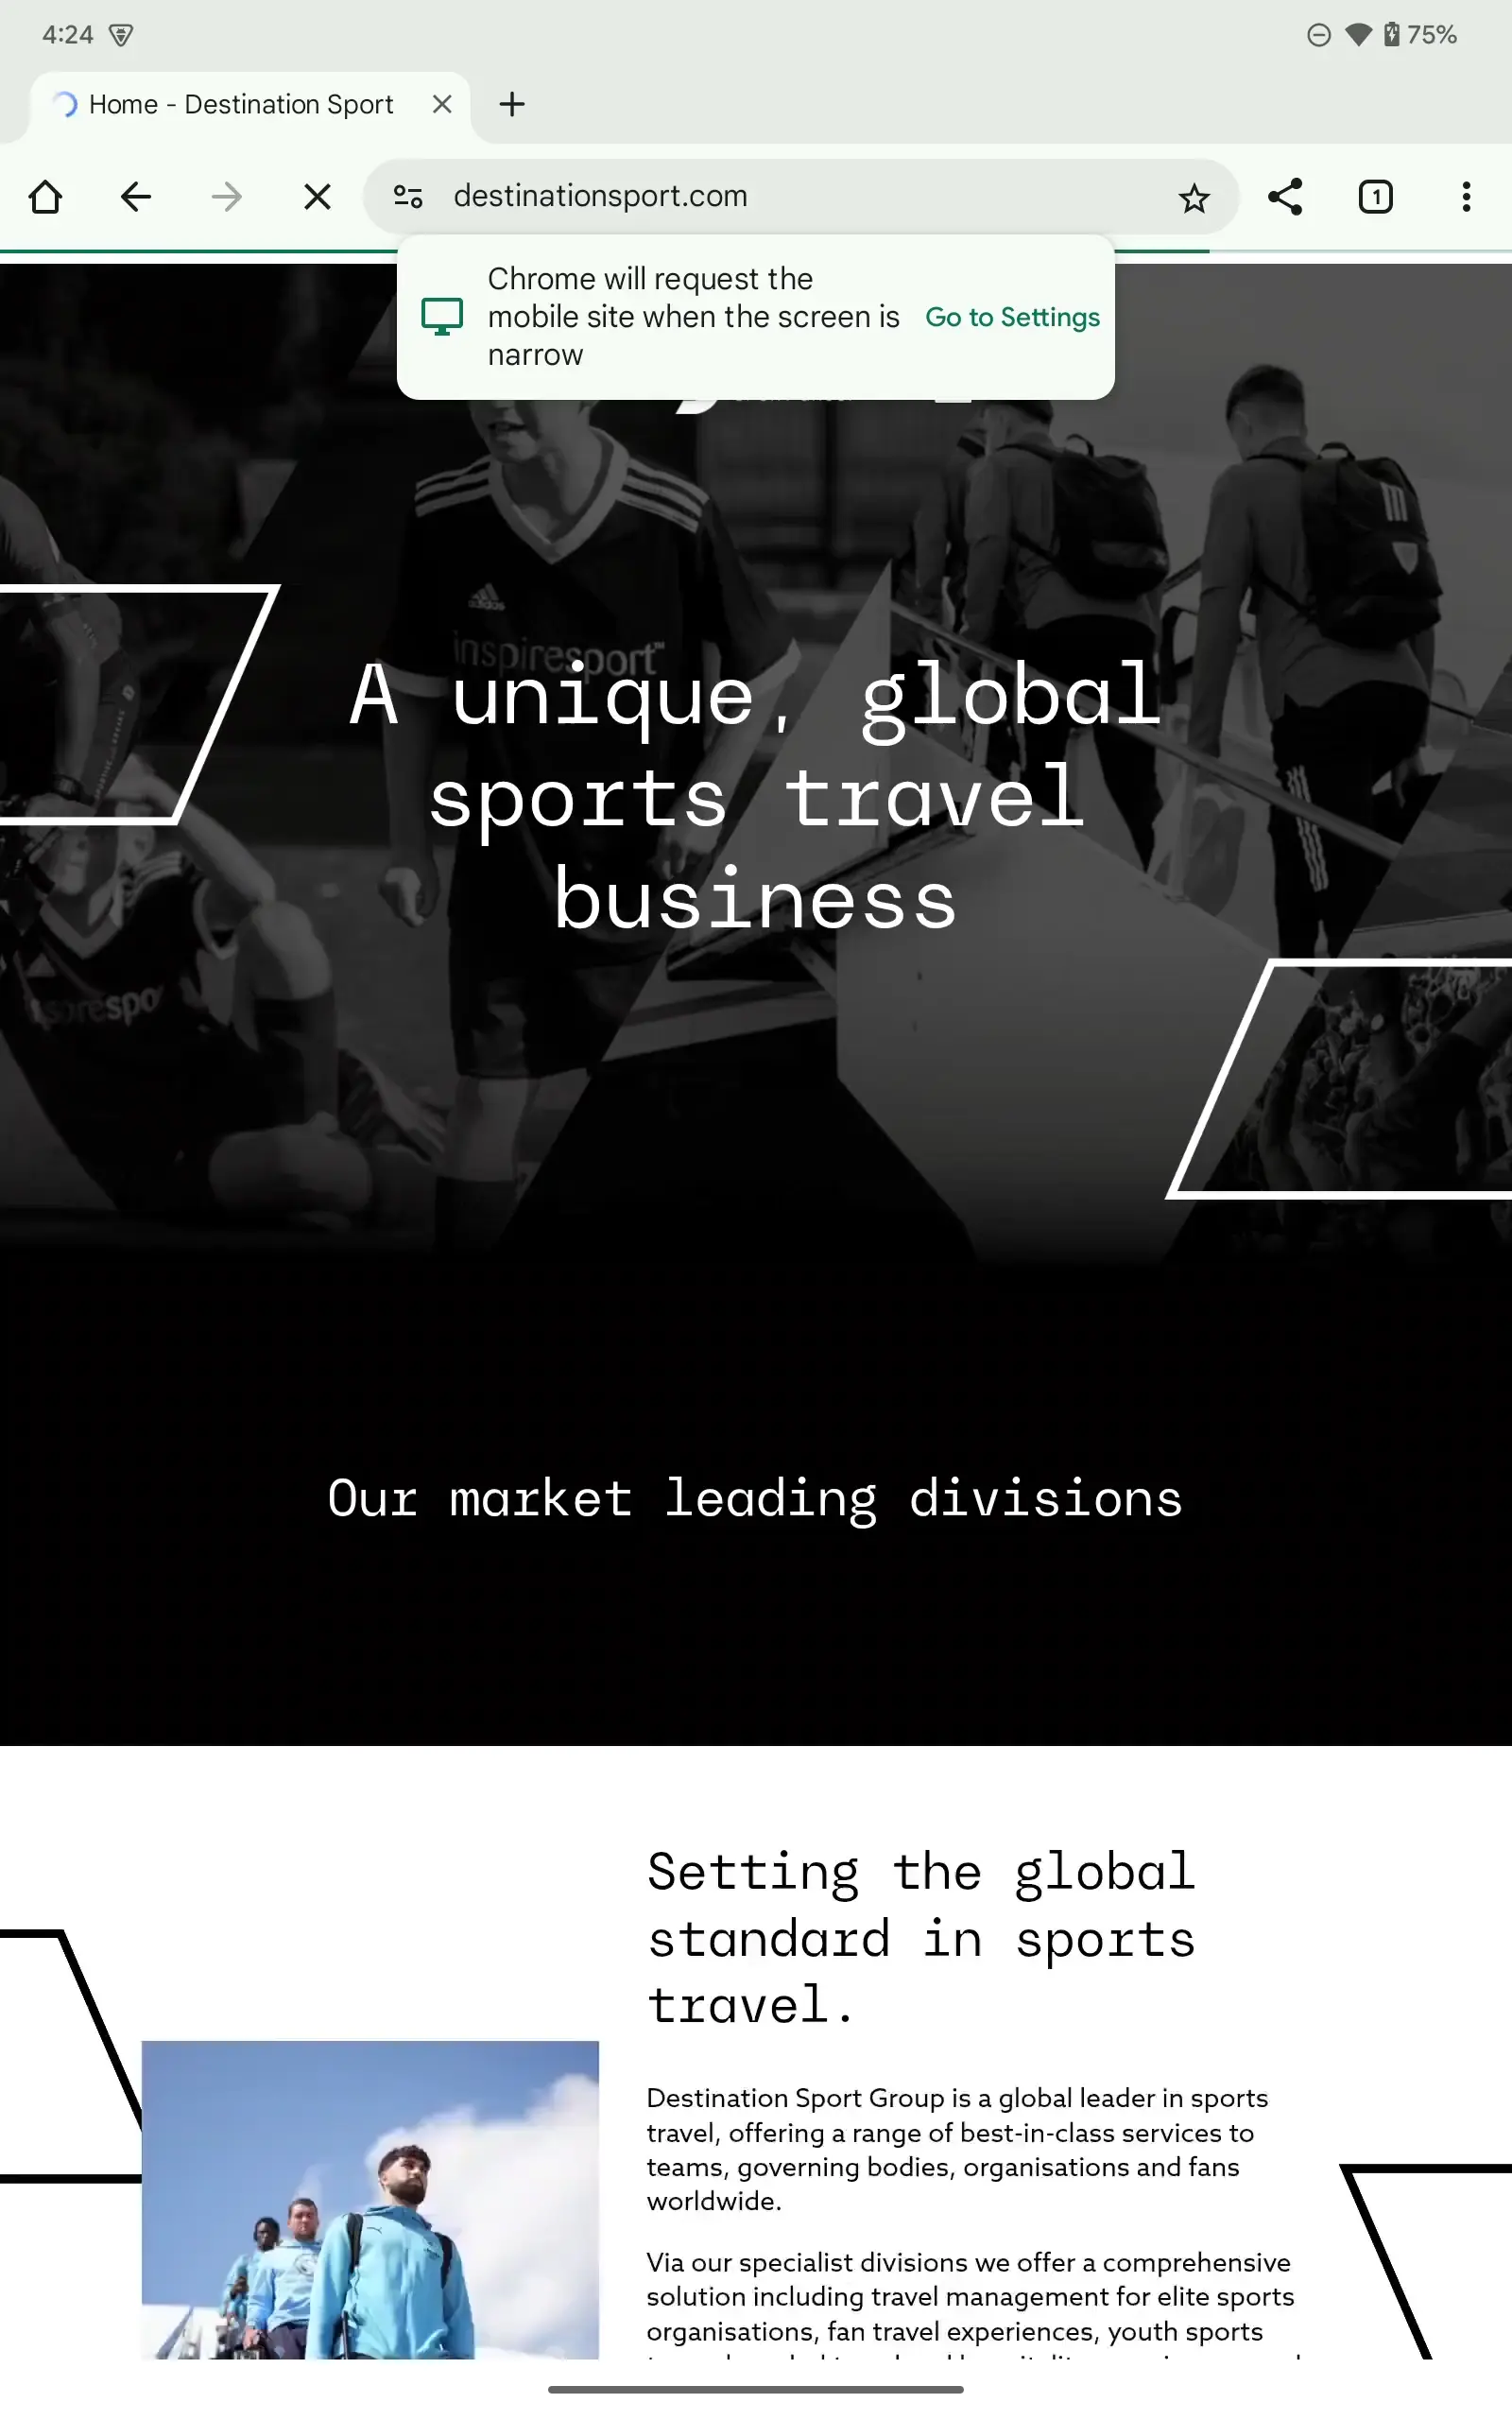 4:24
75%
Home - Destination Sport
destinationsport.com
1
Chrome will request the
mobile site when the screen is
narrow
Go to Settings
adidas
inspiresport™
A unique, global
sports travel
business
Our market leading divisions
Setting the global
standard in sports
travel.
Destination Sport Group is a global leader in sports
travel, offering a range of best-in-class services to
teams, governing bodies, organisations and fans
worldwide.
Via our specialist divisions we offer a comprehensive
solution including travel management for elite sports
organisations, fan travel experiences, youth sports